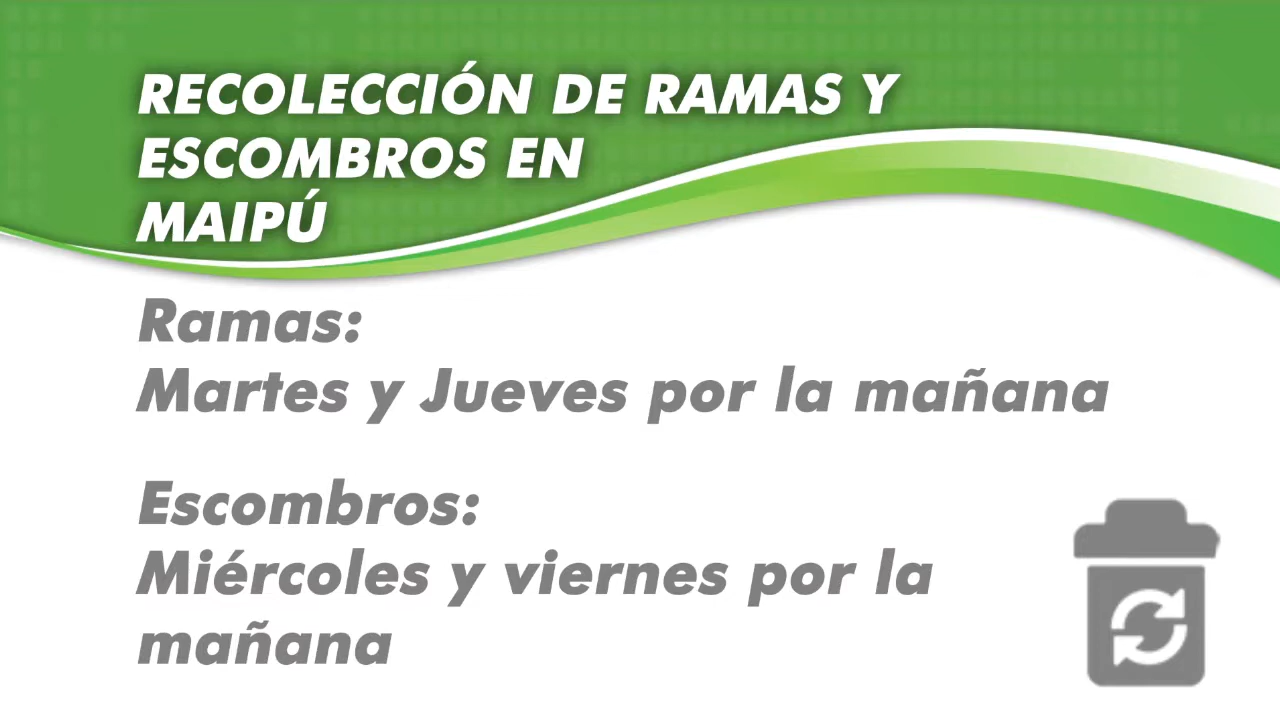 RECOLECCIÓN DE RAMAS Y
ESCOMBROS EN
MAIPÚ
Ramas:
Martes y Jueves por la mañana
Escombros:
Miércoles y viernes por la
mañana